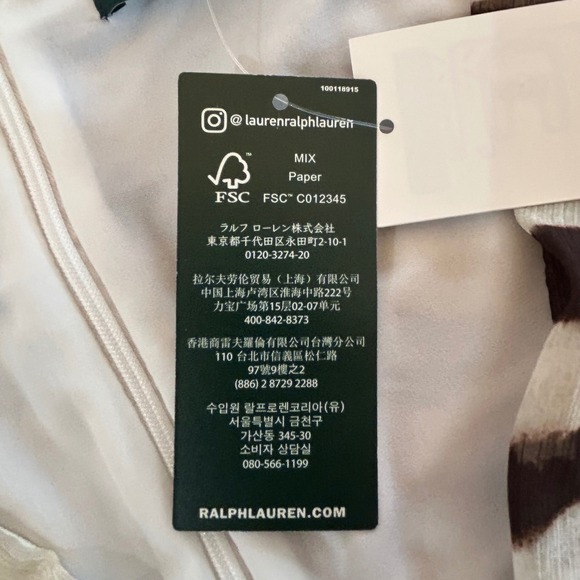 100118915
@ laurenralphlauren
MIX
Paper
FSC™ C012345
FSC
ラルフ ローレン株式会社
東京都千代田区永田町2-10-1
0120-3274-20
拉尔夫劳伦贸易（上海）有限公司
中国上海卢湾区淮海中路222号
力宝广场第15层02-07单元
400-842-8373
香港商雷夫羅倫有限公司台灣分公司
110 台北市信義區松仁路
97號9樓之2
(886) 2 8729 2288
수입원 랄프로렌코리아(유)
서울특별시 금천구
가산동 345-30
소비자 상담실
080-566-1199
RALPHLAUREN.COM